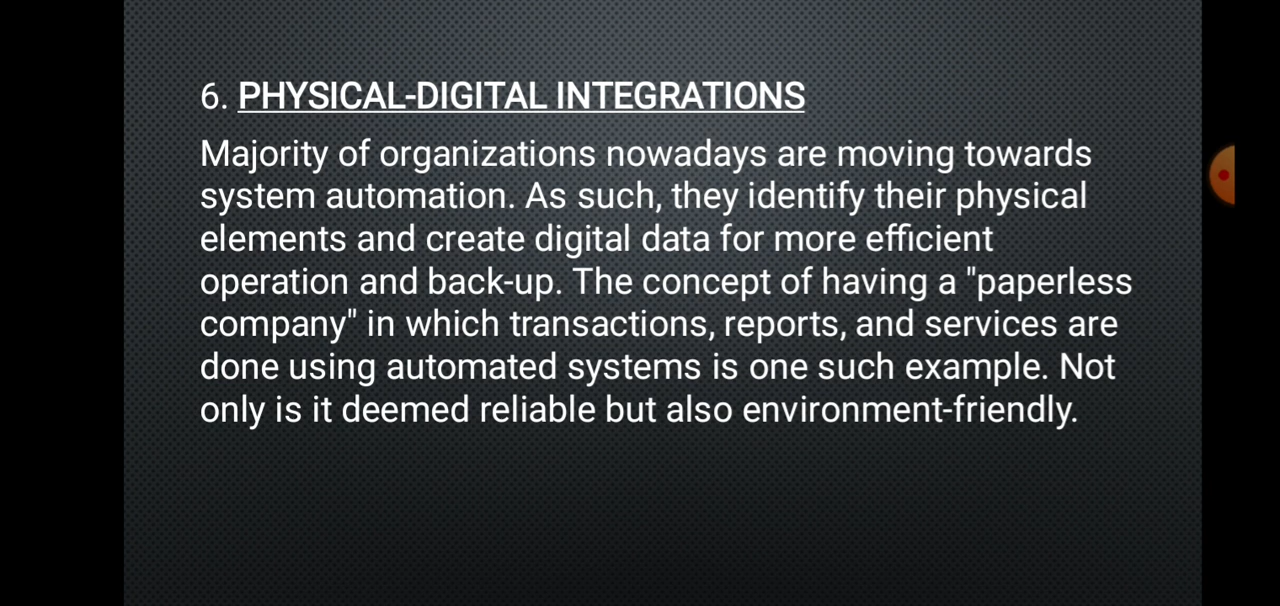 6. PHYSICAL-DIGITAL INTEGRATIONS
Majority of organizations nowadays are moving towards
system automation. As such, they identify their physical
elements and create digital data for more efficient
operation and back-up. The concept of having a "paperless
company" in which transactions, reports, and services are
done using automated systems is one such example. Not
only is it deemed reliable but also environment-friendly.